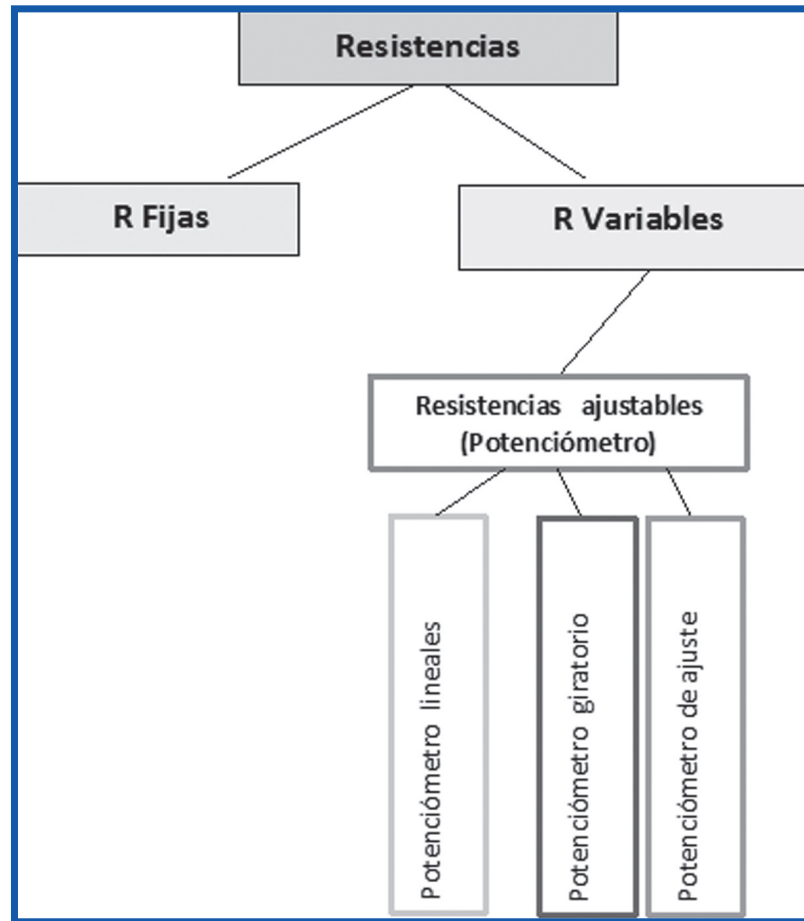 Resistencias
R Fijas
R Variables
Resistencias ajustables
(Potenciómetro)
Potenciómetro lineales
Potenciómetro giratorio
Potenciómetro de ajuste